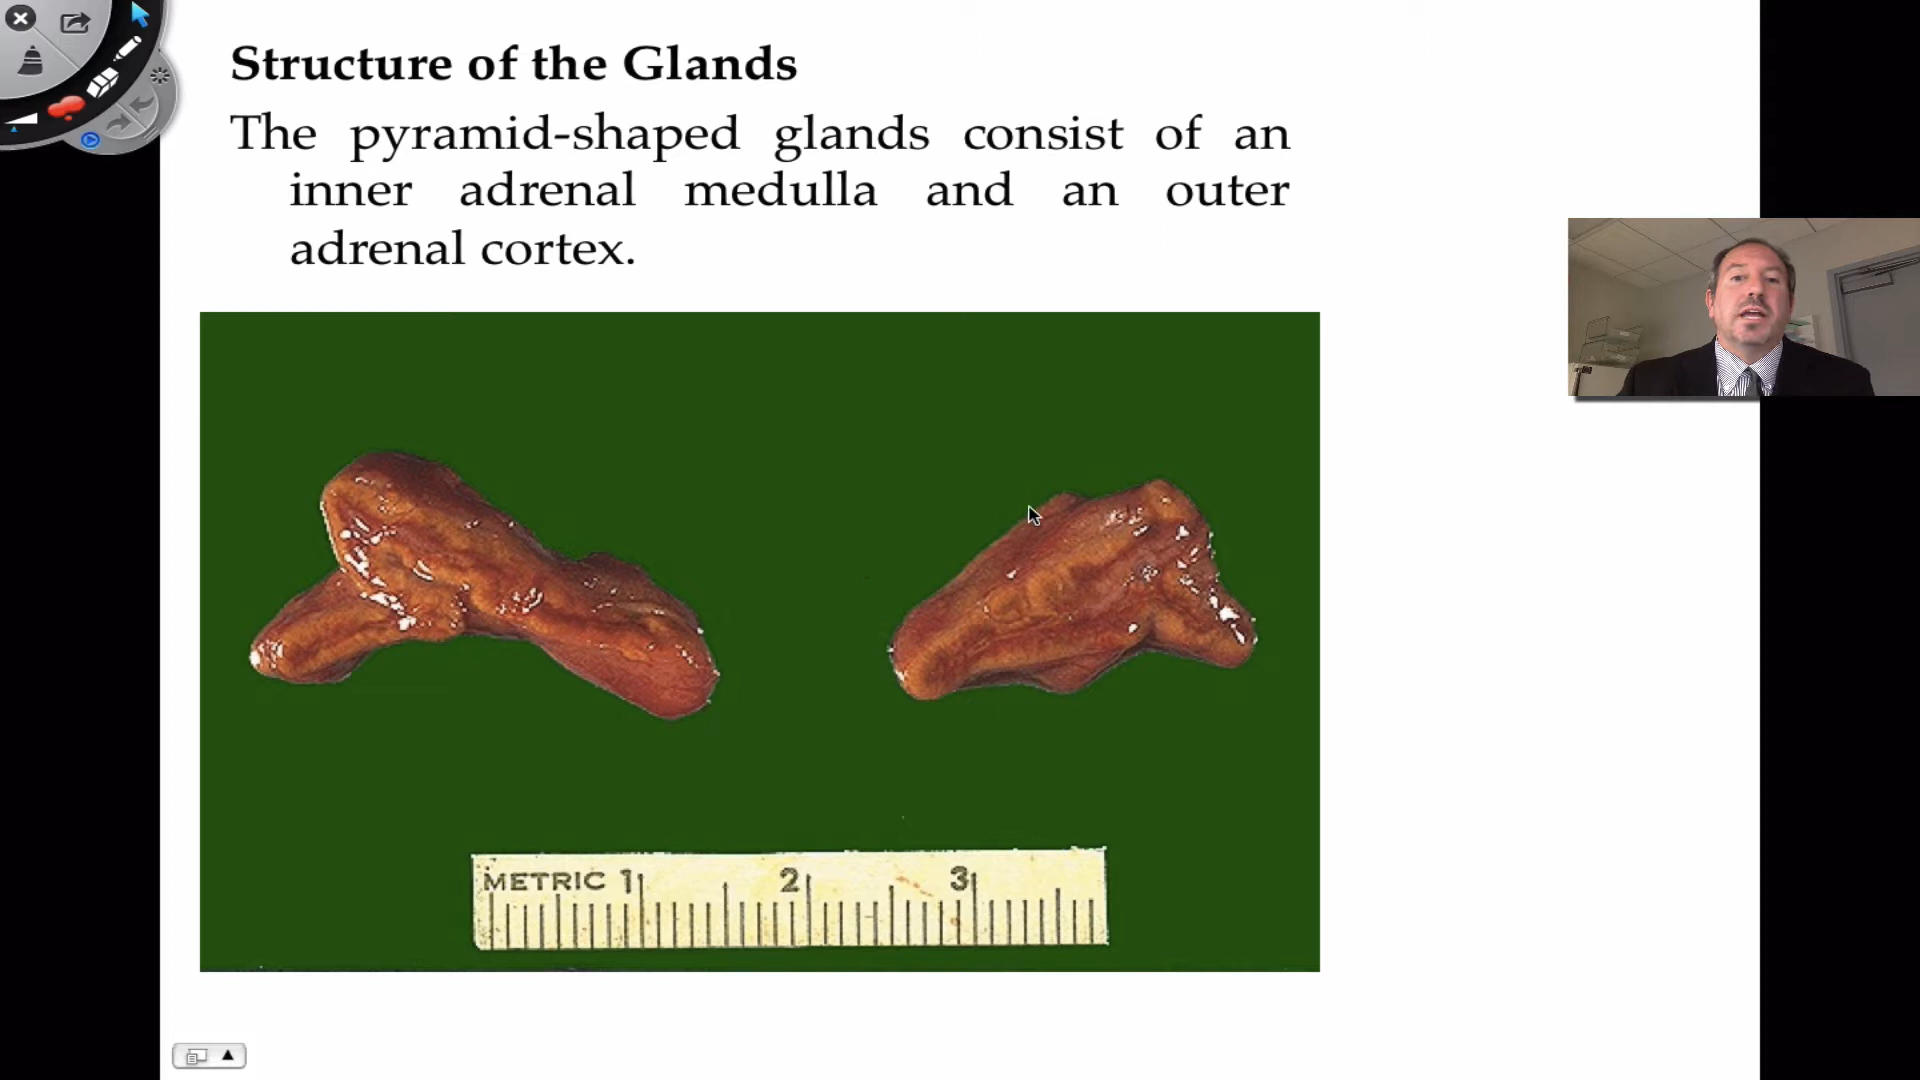 Structure of the Glands
The pyramid-shaped glands consist of an
inner adrenal medulla and an outer
adrenal cortex.
METRIC 1 2 3